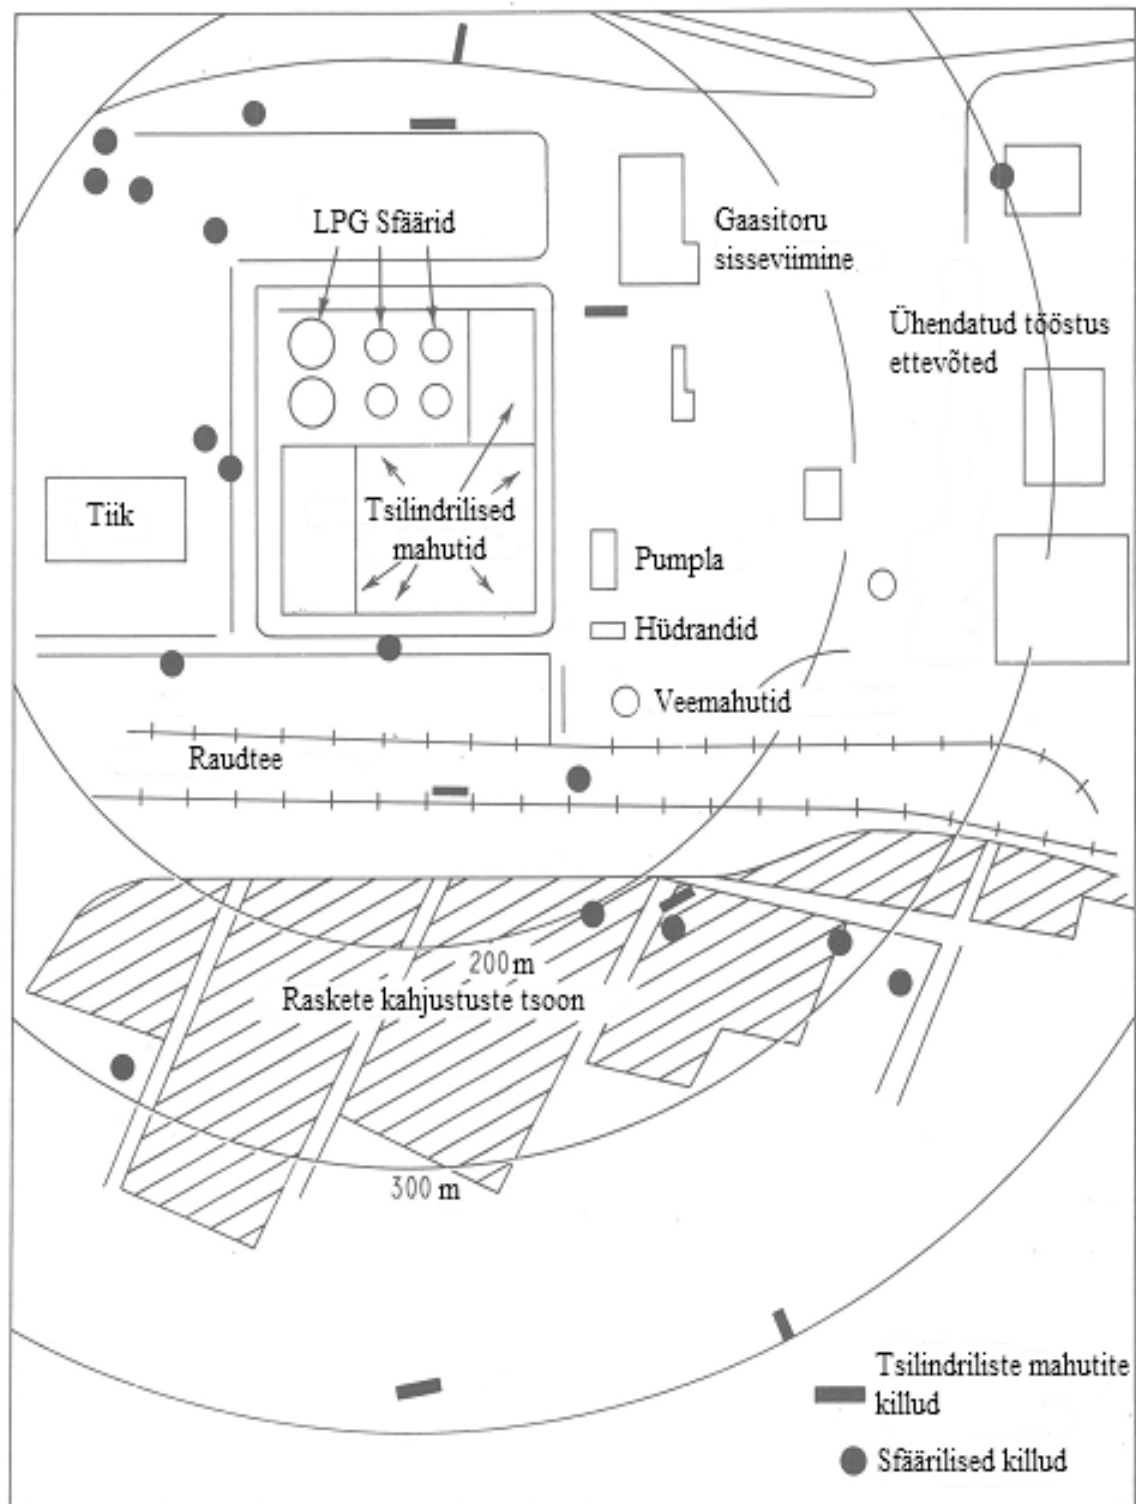 LPG Sfäärid
Gaasitoru
sisseviimine
Ühendatud tööstus
ettevõted
Tiik
Tsilindrilised
mahutid
Pumpla
Hüdrandid
Veemahutid
Raudtee
200 m
Raskete kahjustuste tsoon
300 m
Tsilindriliste mahutite
killud
Sfäärilised killud